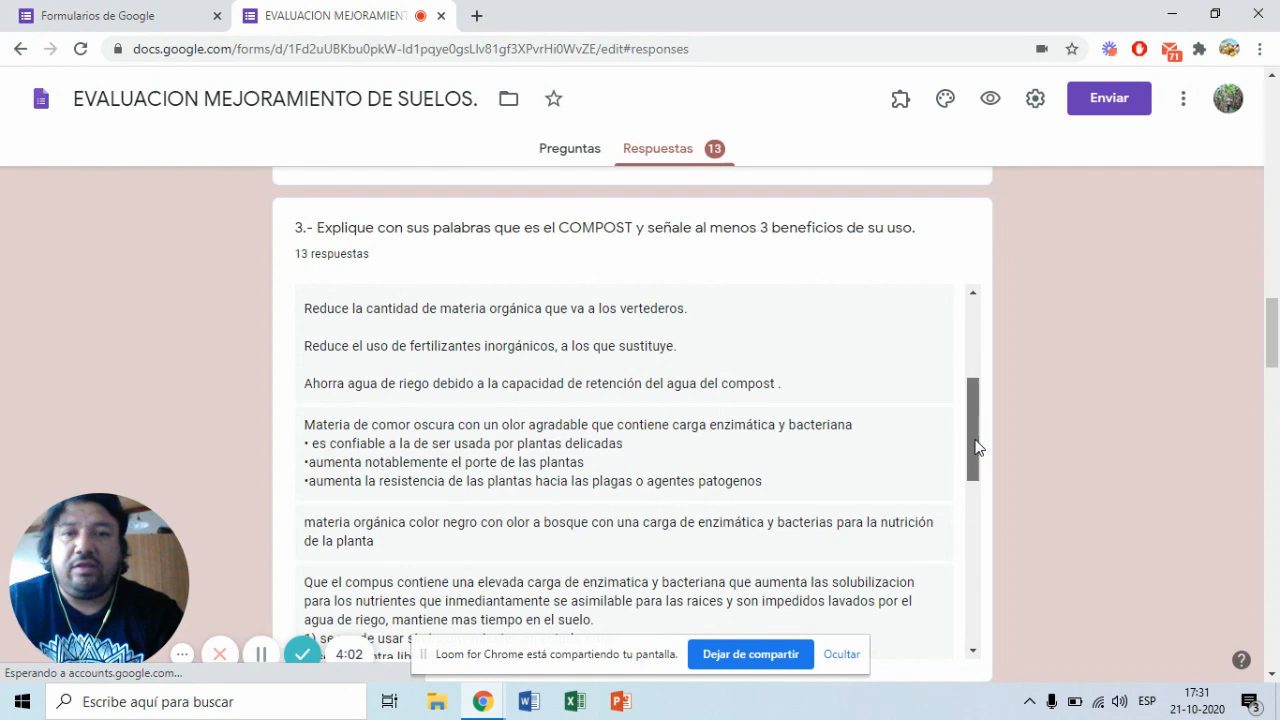 Formularios de Google
EVALUACION MEJORAMIENT
docs.google.com/forms/d/1Fd2uUBKbu0pkW-Id1pqye0gsLlv81gf3XPvrHi0WvZE/edit#responses
71
EVALUACION MEJORAMIENTO DE SUELOS.
Enviar
Preguntas
Respuestas 13
3.- Explique con sus palabras que es el COMPOST y señale al menos 3 beneficios de su uso.
13 respuestas
Reduce la cantidad de materia orgánica que va a los vertederos.
Reduce el uso de fertilizantes inorgánicos, a los que sustituye.
Ahorra agua de riego debido a la capacidad de retención del agua del compost .
Materia de comor oscura con un olor agradable que contiene carga enzimática y bacteriana
• es confiable a la de ser usada por plantas delicadas
•aumenta notablemente el porte de las plantas
•aumenta la resistencia de las plantas hacia las plagas o agentes patogenos
materia orgánica color negro con olor a bosque con una carga de enzimática y bacterias para la nutrición
de la planta
Que el compus contiene una elevada carga de enzimatica y bacteriana que aumenta las solubilizacion
para los nutrientes que inmediantamente se asimilable para las raices y son impedidos lavados por el
agua de riego, mantiene mas tiempo en el suelo.
4:02
Loom for Chrome está compartiendo tu pantalla.
Dejar de compartir
Ocultar
Esperando a accounts.google.com...
Escribe aquí para buscar
ESP
17:31
21-10-2020
3